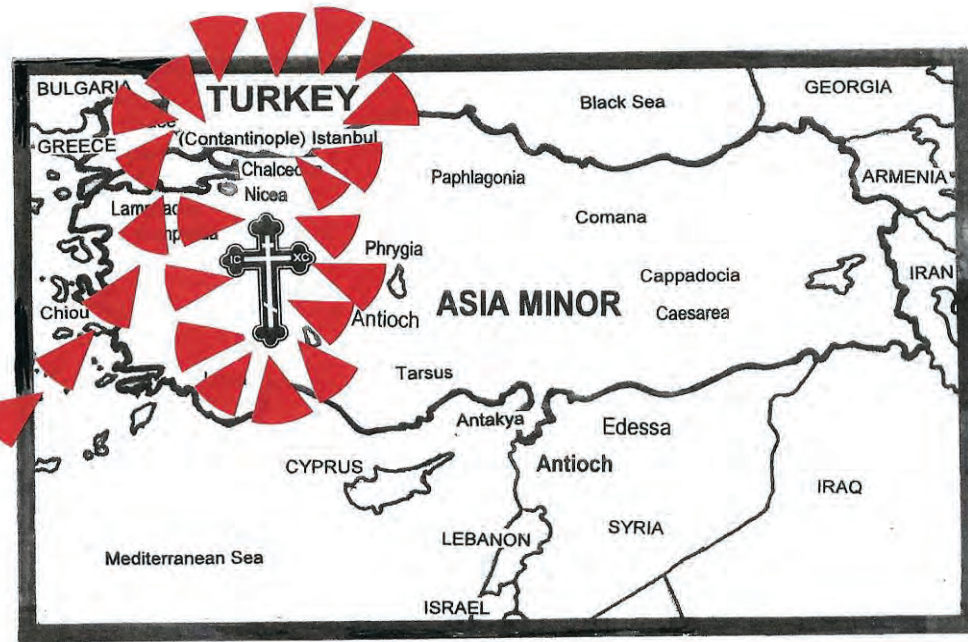 BULGARIA
TURKEY
Black Sea
GEORGIA
GREECE
(Contantinople) Istanbul
Nicea
Paphlagonia
ARMENIA
Comana
IC XC
Phrygia
Cappadocia
IRAN
Chiou
Antioch
ASIA MINOR
Caesarea
Tarsus
Antakya
Edessa
CYPRUS
Antioch
IRAQ
LEBANON
SYRIA
Mediterranean Sea
ISRAEL